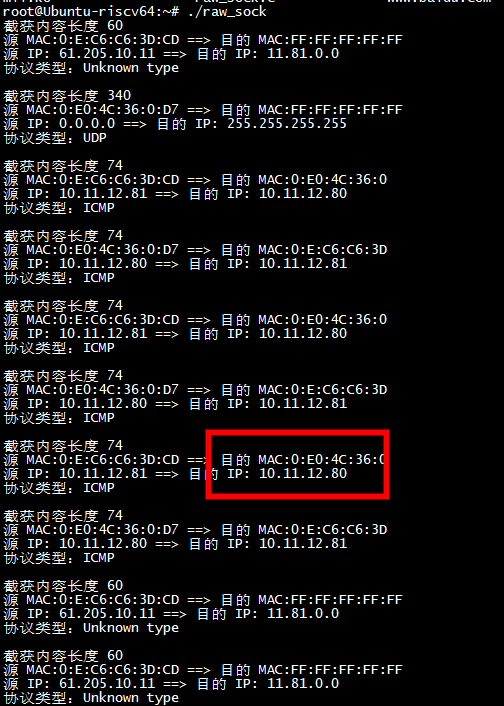 root@Ubuntu-riscv64:~# ./raw_sock
截获内容长度 60
源 MAC:0:E:C6:C6:3D:CD ==> 目的 MAC:FF:FF:FF:FF:FF
源 IP: 61.205.10.11 ==> 目的 IP: 11.81.0.0
协议类型：Unknown type
截获内容长度 340
源 MAC:0:E0:4C:36:0:D7 ==> 目的 MAC:FF:FF:FF:FF:FF
源 IP: 0.0.0.0 ==> 目的 IP: 255.255.255.255
协议类型：UDP
截获内容长度 74
源 MAC:0:E:C6:C6:3D:CD ==> 目的 MAC:0:E0:4C:36:0
源 IP: 10.11.12.81 ==> 目的 IP: 10.11.12.80
协议类型：ICMP
截获内容长度 74
源 MAC:0:E0:4C:36:0:D7 ==> 目的 MAC:0:E:C6:C6:3D
源 IP: 10.11.12.80 ==> 目的 IP: 10.11.12.81
协议类型：ICMP
截获内容长度 74
源 MAC:0:E:C6:C6:3D:CD ==> 目的 MAC:0:E0:4C:36:0
源 IP: 10.11.12.81 ==> 目的 IP: 10.11.12.80
协议类型：ICMP
截获内容长度 74
源 MAC:0:E0:4C:36:0:D7 ==> 目的 MAC:0:E:C6:C6:3D
源 IP: 10.11.12.80 ==> 目的 IP: 10.11.12.81
协议类型：ICMP
截获内容长度 74
源 MAC:0:E:C6:C6:3D:CD ==> 目的 MAC:0:E0:4C:36:0
源 IP: 10.11.12.81 ==> 目的 IP: 10.11.12.80
协议类型：ICMP
截获内容长度 74
源 MAC:0:E0:4C:36:0:D7 ==> 目的 MAC:0:E:C6:C6:3D
源 IP: 10.11.12.80 ==> 目的 IP: 10.11.12.81
协议类型：ICMP
截获内容长度 60
源 MAC:0:E:C6:C6:3D:CD ==> 目的 MAC:FF:FF:FF:FF:FF
源 IP: 61.205.10.11 ==> 目的 IP: 11.81.0.0
协议类型：Unknown type
截获内容长度 60
源 MAC:0:E:C6:C6:3D:CD ==> 目的 MAC:FF:FF:FF:FF:FF
源 IP: 61.205.10.11 ==> 目的 IP: 11.81.0.0
协议类型：Unknown type